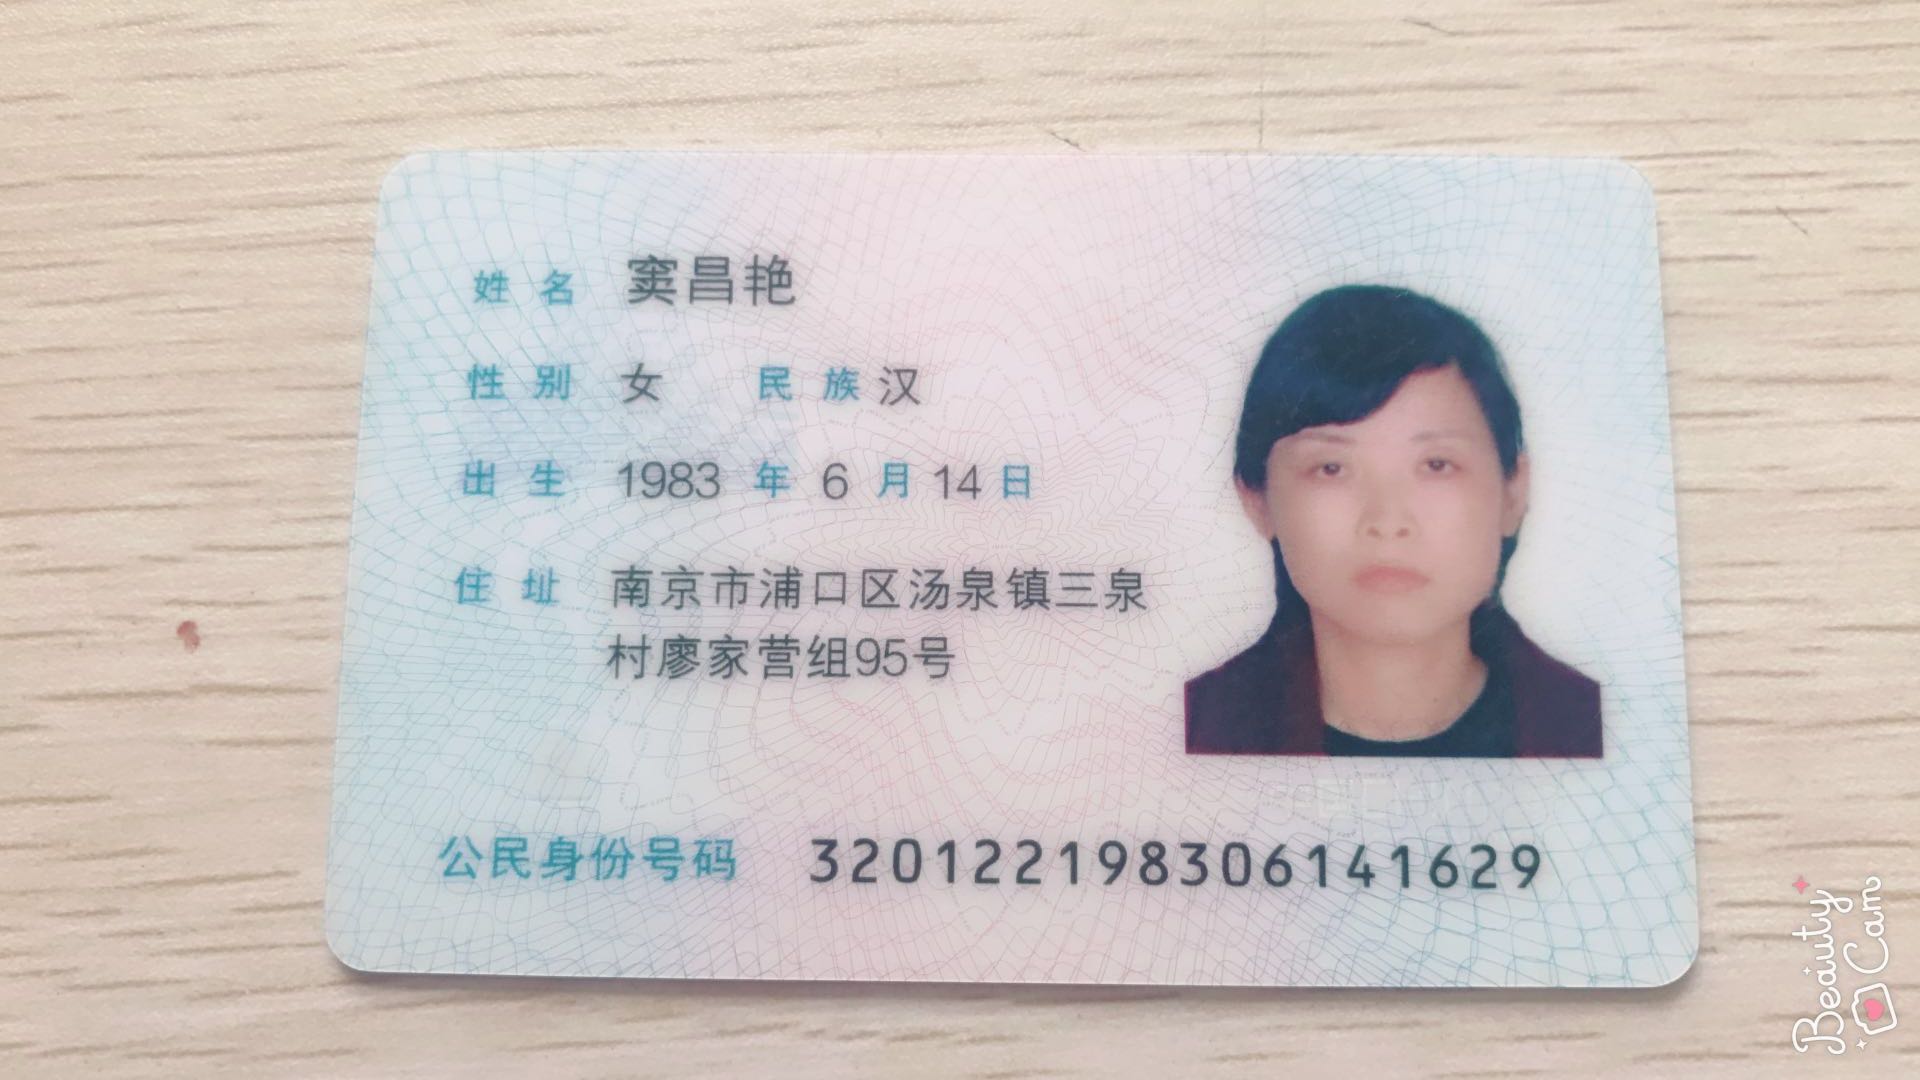 姓名 窦昌艳
性别 女 民族 汉
出生 1983 年 6 月 14 日
住址 南京市浦口区汤泉镇三泉
村廖家营组95号
公民身份号码 320122198306141629
Beauty Cam